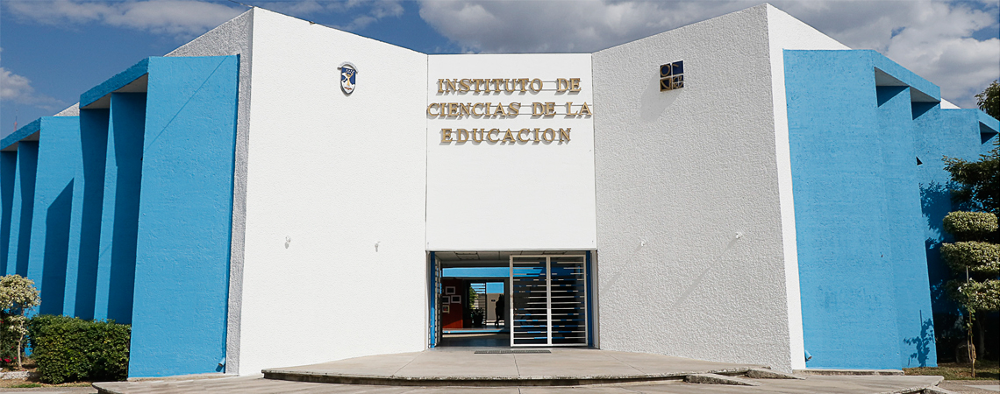 INSTITUTO DE
CIENCIAS DE LA
EDUCACION